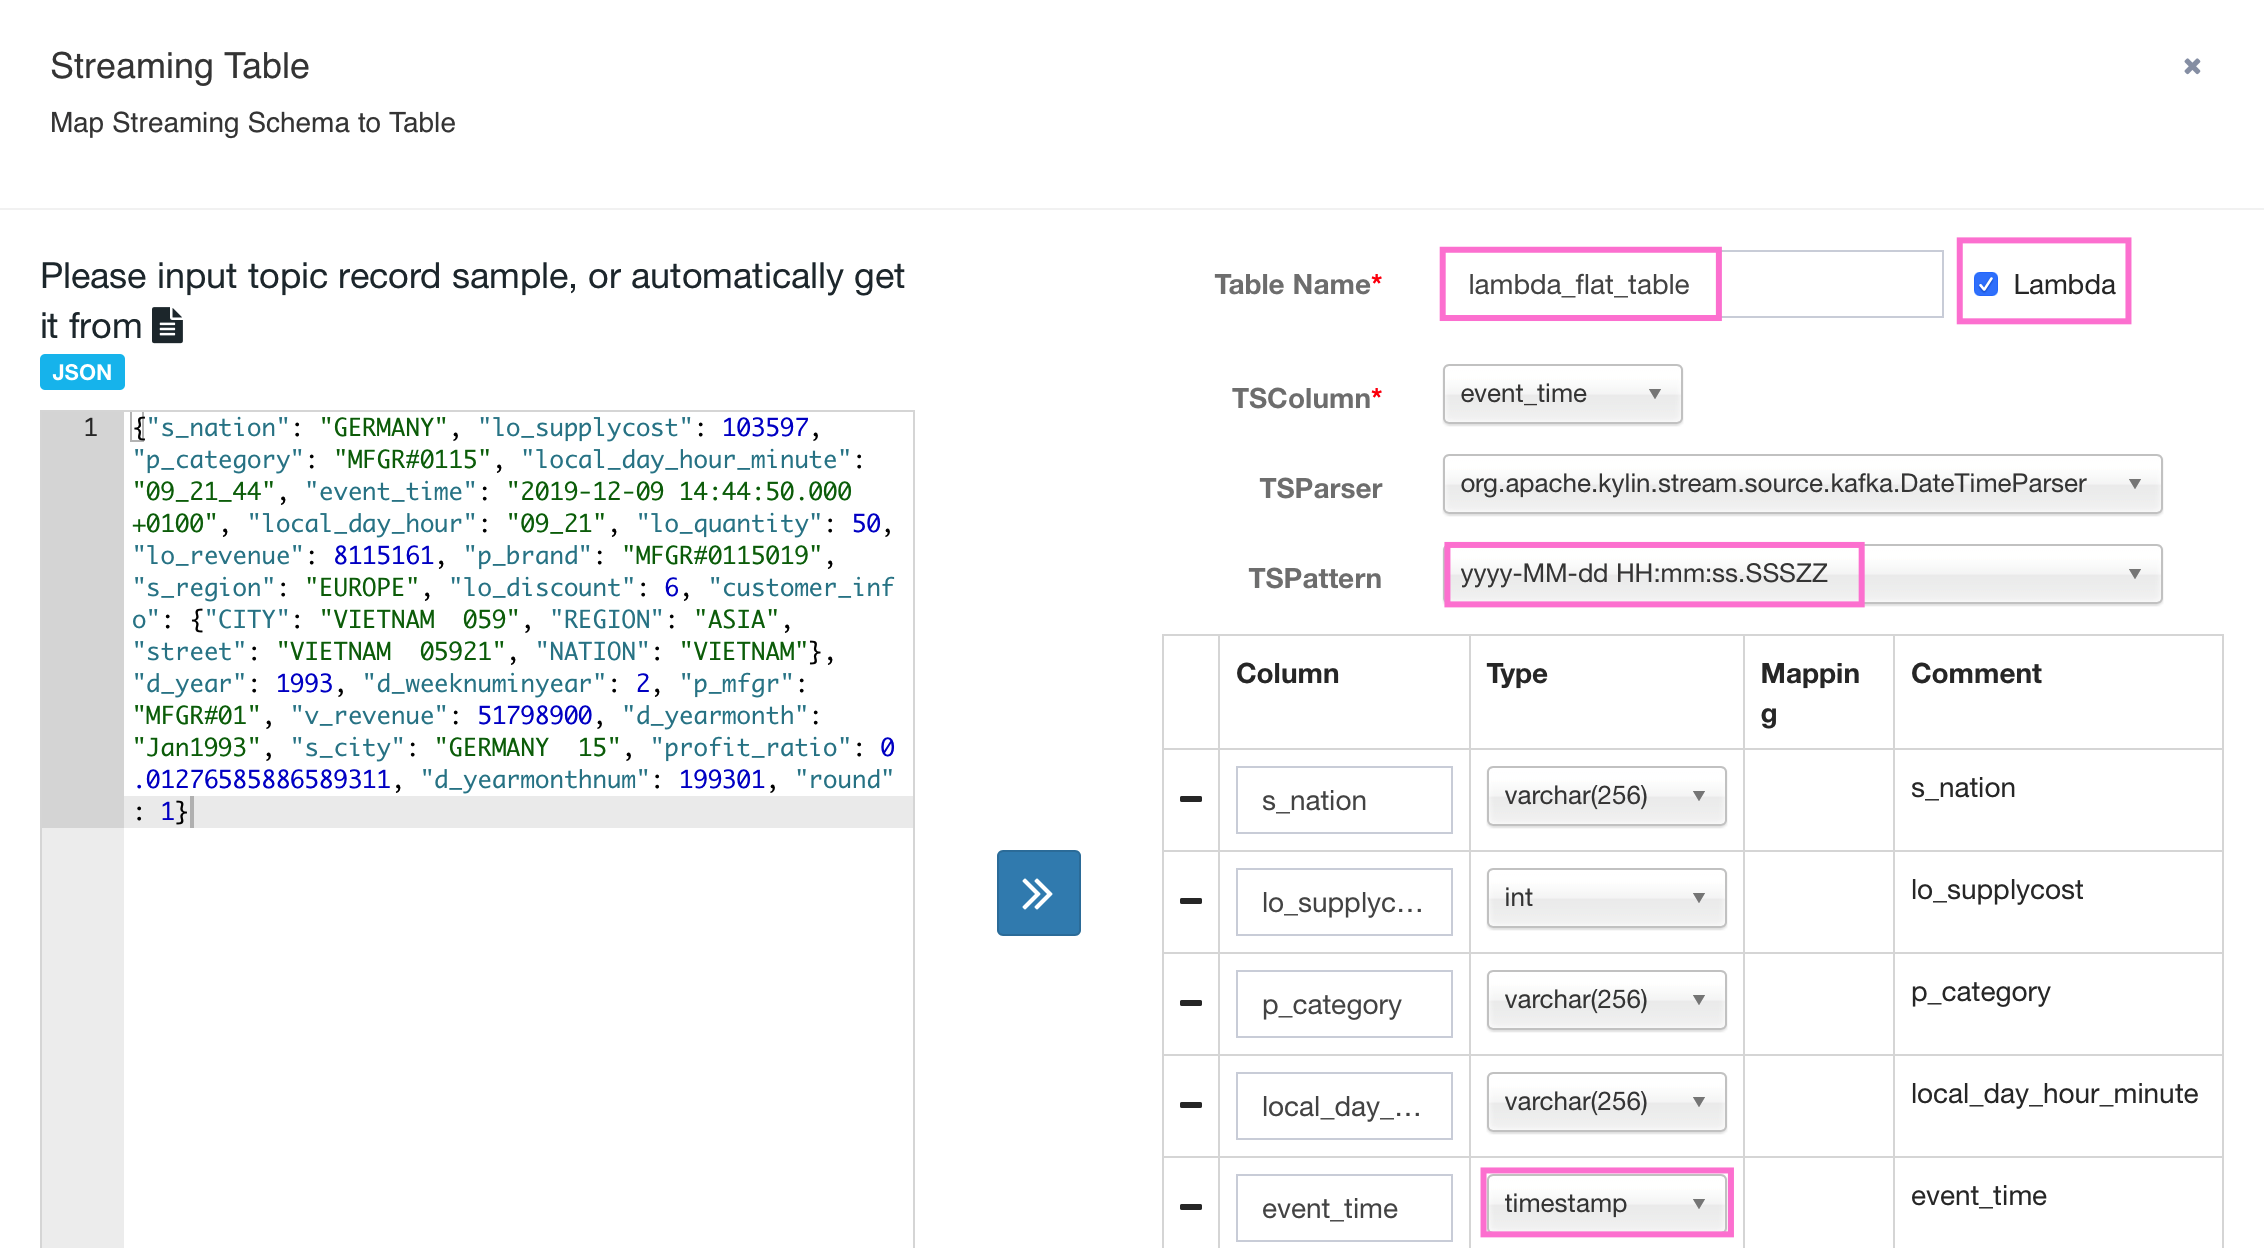 Streaming Table
Map Streaming Schema to Table
Please input topic record sample, or automatically get
it from
JSON
1
{"s_nation": "GERMANY", "lo_supplycost": 103597,
"p_category": "MFGR#0115", "local_day_hour_minute":
"09_21_44", "event_time": "2019-12-09 14:44:50.000
+0100", "local_day_hour": "09_21", "lo_quantity": 50,
"lo_revenue": 8115161, "p_brand": "MFGR#0115019",
"s_region": "EUROPE", "lo_discount": 6, "customer_inf
o": {"CITY": "VIETNAM  059", "REGION": "ASIA",
"street": "VIETNAM  05921", "NATION": "VIETNAM"},
"d_year": 1993, "d_weeknuminyear": 2, "p_mfgr":
"MFGR#01", "v_revenue": 51798900, "d_yearmonth":
"Jan1993", "s_city": "GERMANY  15", "profit_ratio": 0
.01276585886589311, "d_yearmonthnum": 199301, "round"
: 1}
Table Name* lambda_flat_table Lambda
TSColumn* event_time
TSParser org.apache.kylin.stream.source.kafka.DateTimeParser
TSPattern yyyy-MM-dd HH:mm:ss.SSSZZ
Column Type Mappin
g Comment
s_nation varchar(256) s_nation
lo_supplyc... int lo_supplycost
p_category varchar(256) p_category
local_day_... varchar(256) local_day_hour_minute
event_time timestamp event_time